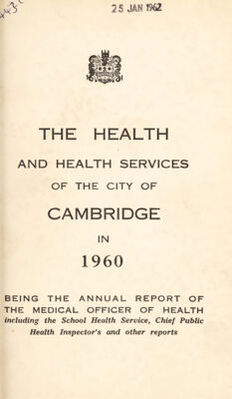 25 JAN 1962
THE HEALTH
AND HEALTH SERVICES
OF THE CITY OF
CAMBRIDGE
IN
1960
BEING THE ANNUAL REPORT OF
THE MEDICAL OFFICER OF HEALTH
including the School Health Service, Chief Public
Health Inspector's and other reports